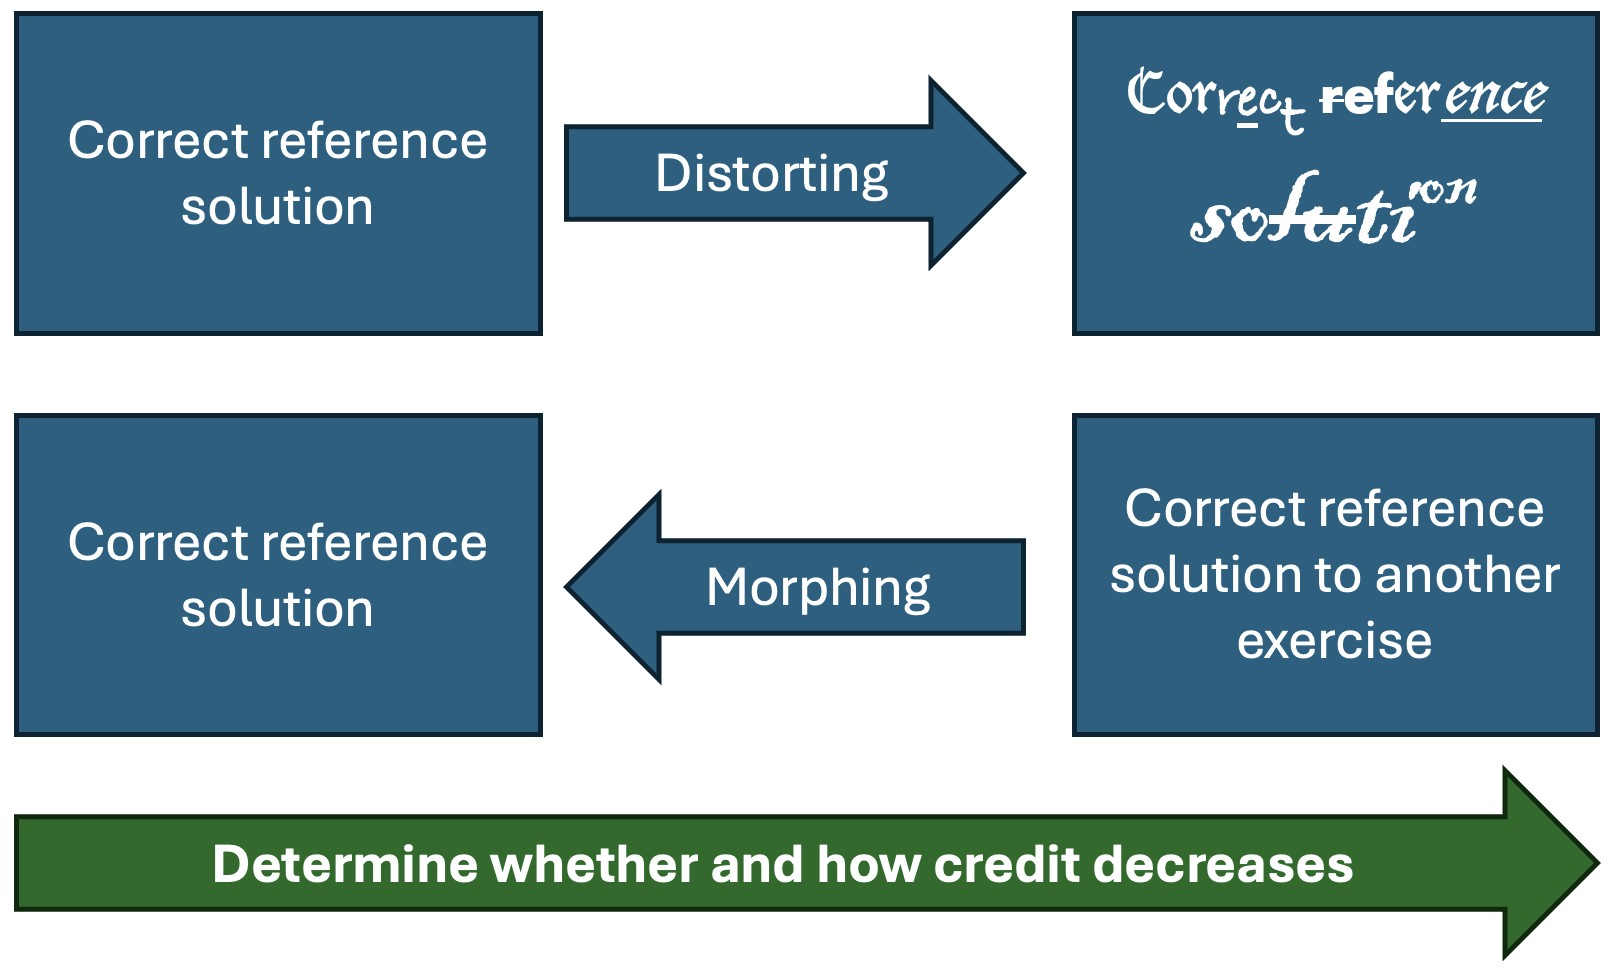 Correct reference
solution
Distorting
Correct reference
solution
Correct reference
solution
Morphing
Correct reference
solution to another
exercise
Determine whether and how credit decreases